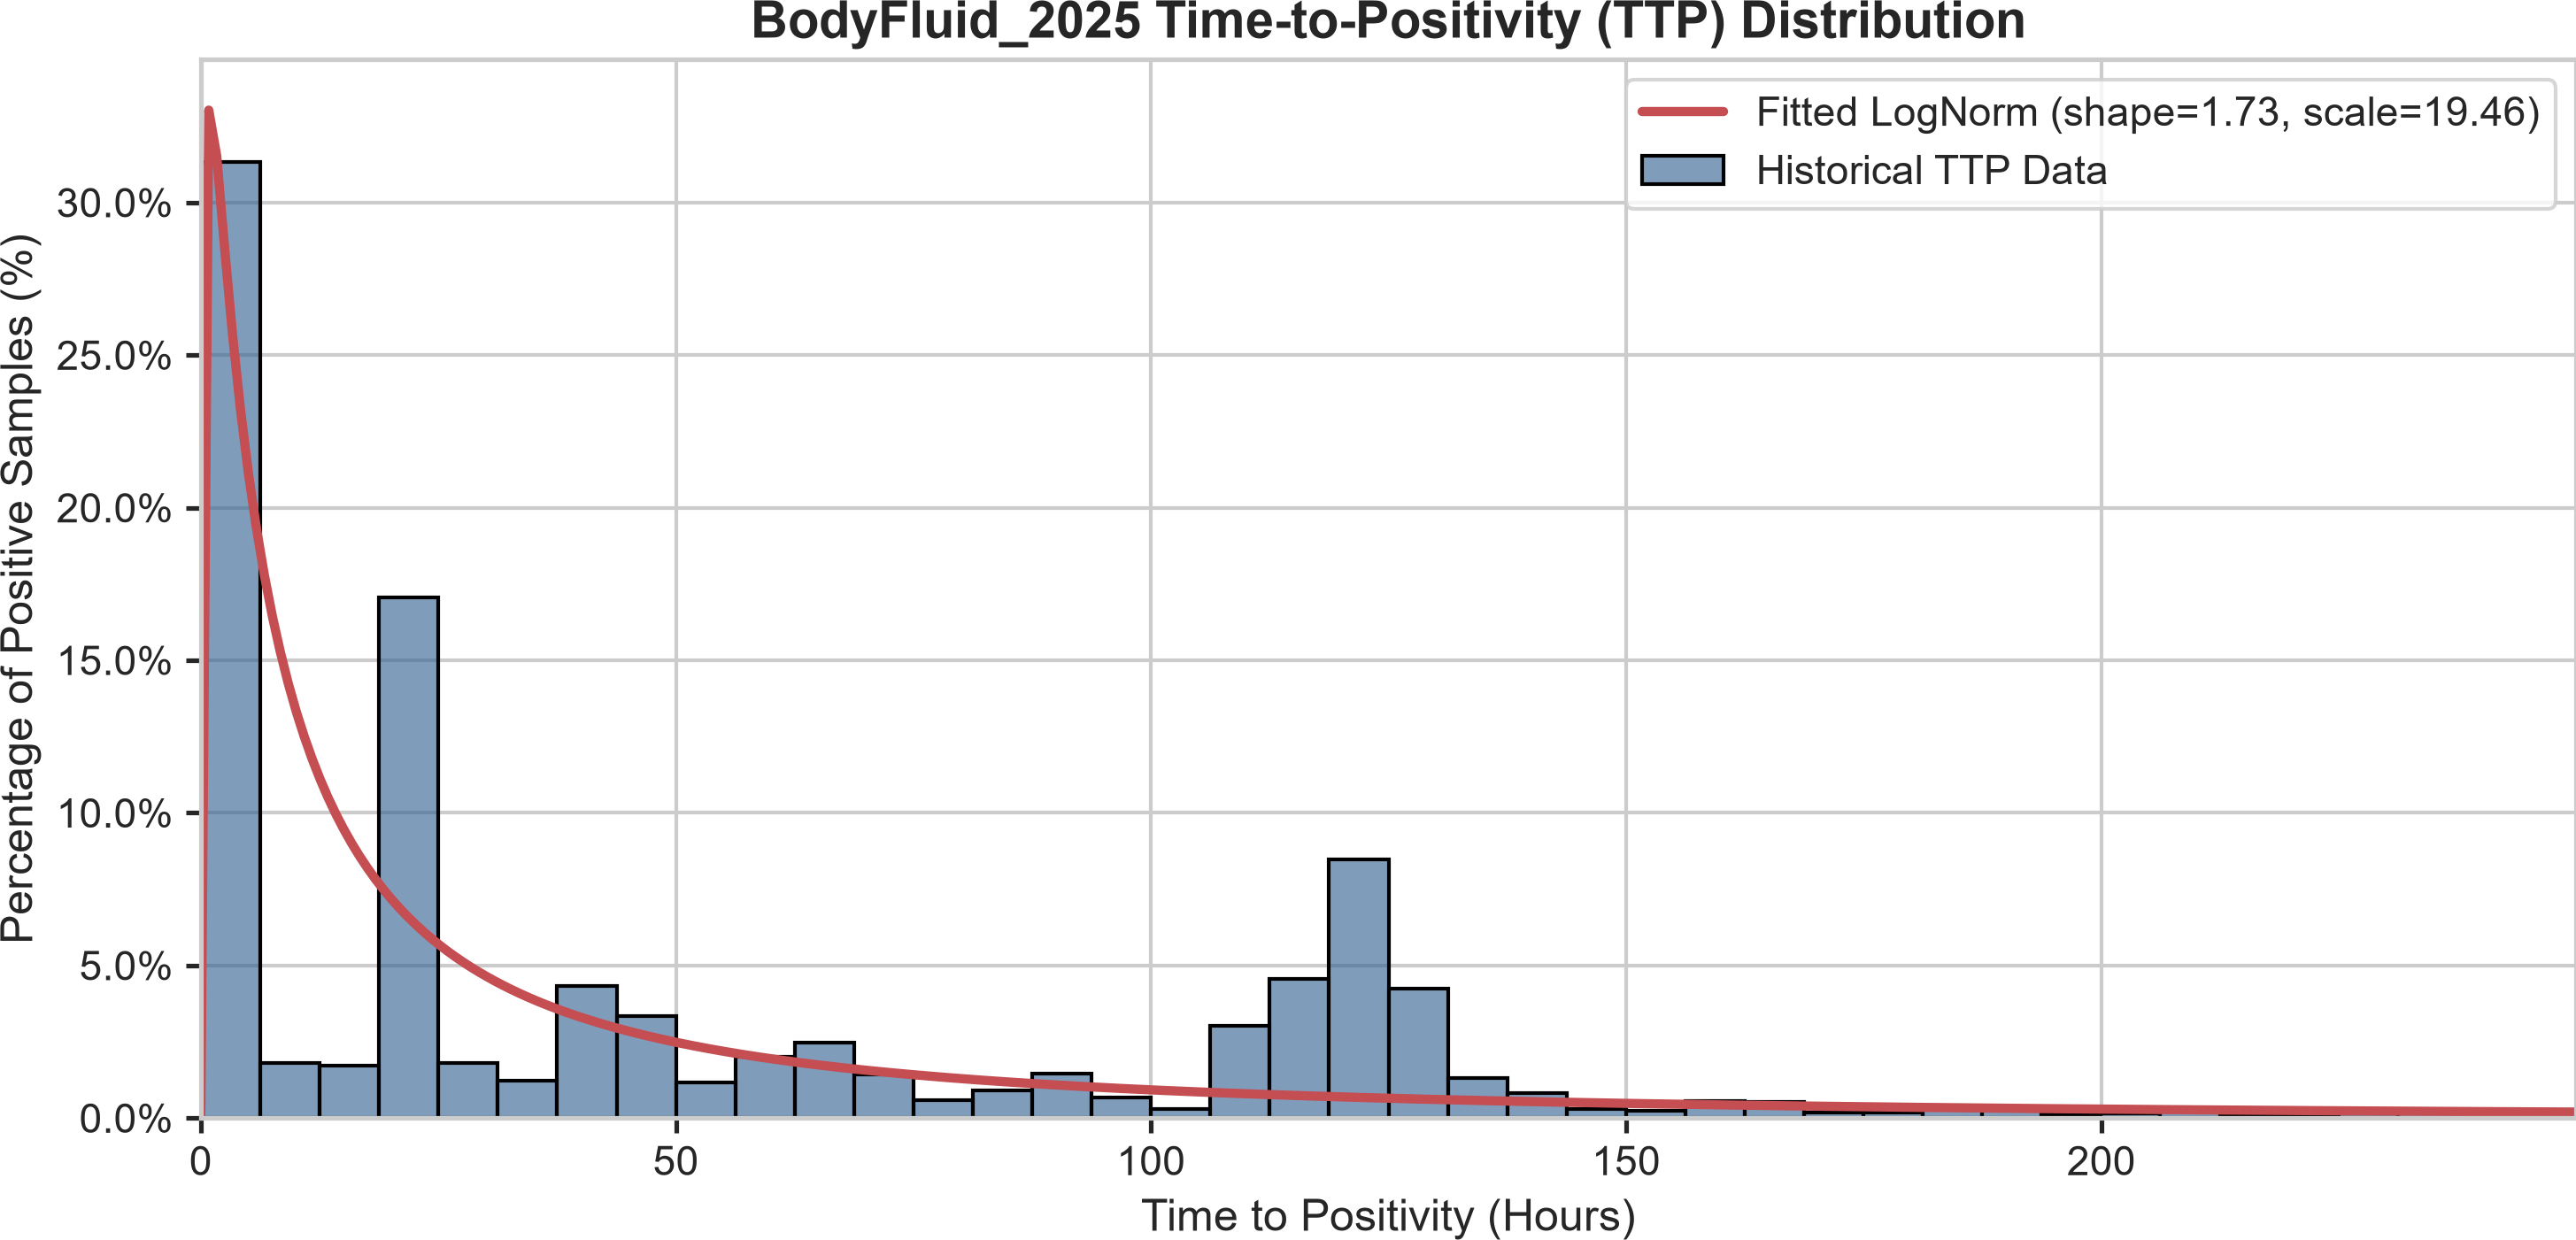 BodyFluid_2025 Time-to-Positivity (TTP) Distribution
Fitted LogNorm (shape=1.73, scale=19.46)
Historical TTP Data
Percentage of Positive Samples (%)
30.0%
25.0%
20.0%
15.0%
10.0%
5.0%
0.0%
0 50 100 150 200
Time to Positivity (Hours)